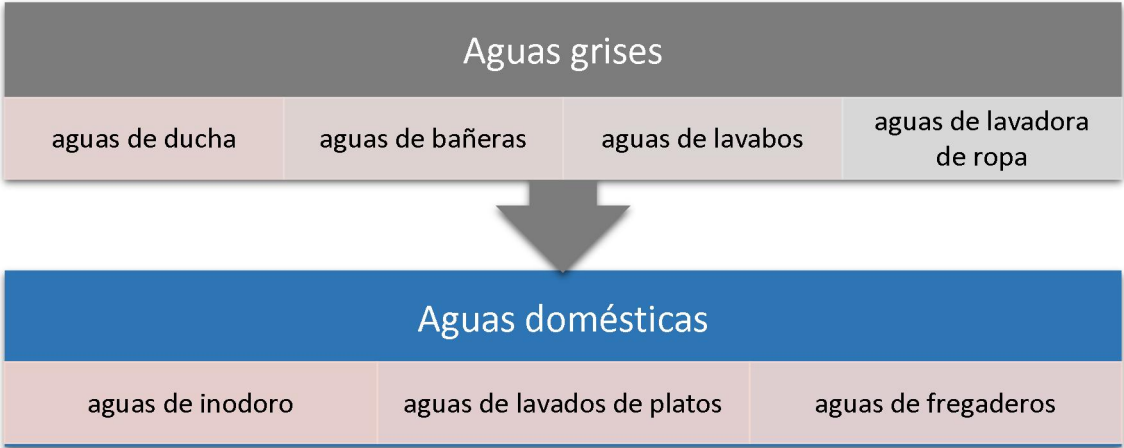 Aguas grises
aguas de ducha
aguas de bañeras
aguas de lavabos
aguas de lavadora
de ropa
Aguas domésticas
aguas de inodoro
aguas de lavados de platos
aguas de fregaderos